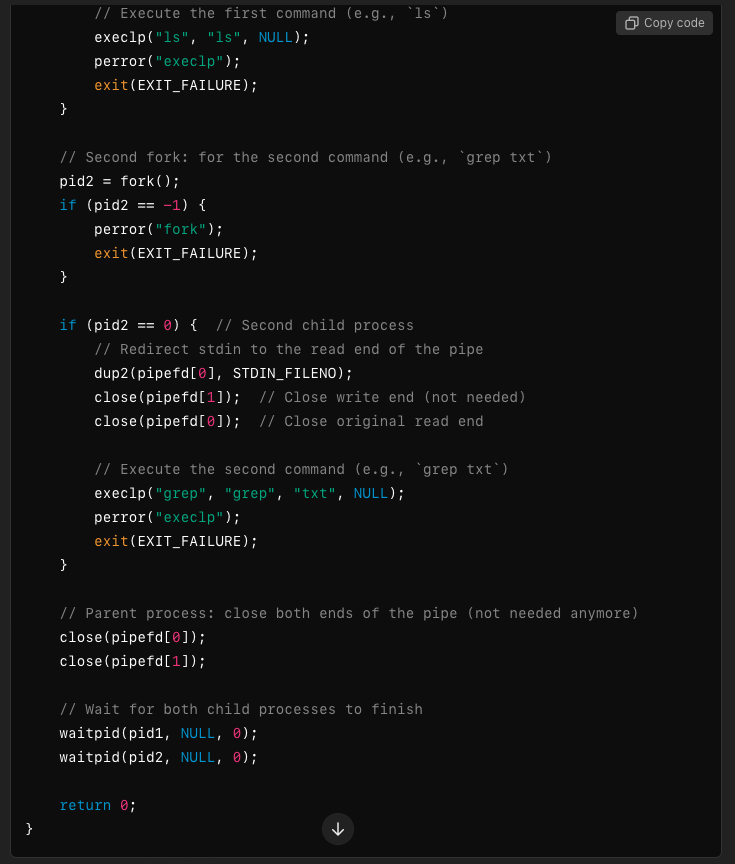 // Execute the first command (e.g., `ls`)
Copy code
execlp("ls", "ls", NULL);
perror("execlp");
exit(EXIT_FAILURE);
}
// Second fork: for the second command (e.g., `grep txt`)
pid2 = fork();
if (pid2 == -1) {
perror("fork");
exit(EXIT_FAILURE);
}
if (pid2 == 0) {  // Second child process
// Redirect stdin to the read end of the pipe
dup2(pipefd[0], STDIN_FILENO);
close(pipefd[1]);  // Close write end (not needed)
close(pipefd[0]);  // Close original read end
// Execute the second command (e.g., `grep txt`)
execlp("grep", "grep", "txt", NULL);
perror("execlp");
exit(EXIT_FAILURE);
}
// Parent process: close both ends of the pipe (not needed anymore)
close(pipefd[0]);
close(pipefd[1]);
// Wait for both child processes to finish
waitpid(pid1, NULL, 0);
waitpid(pid2, NULL, 0);
return 0;
}